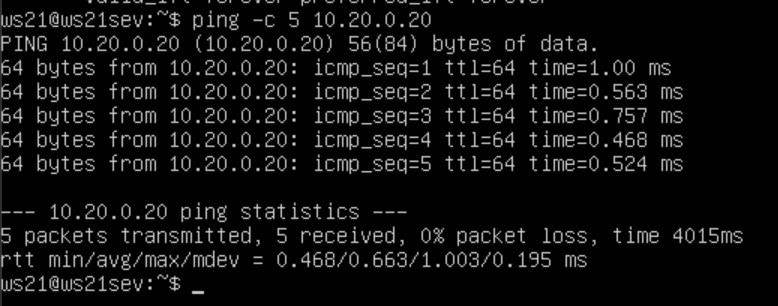 ws21@ws21sev:~$ ping -c 5 10.20.0.20
PING 10.20.0.20 (10.20.0.20) 56(84) bytes of data.
64 bytes from 10.20.0.20: icmp_seq=1 ttl=64 time=1.00 ms
64 bytes from 10.20.0.20: icmp_seq=2 ttl=64 time=0.563 ms
64 bytes from 10.20.0.20: icmp_seq=3 ttl=64 time=0.757 ms
64 bytes from 10.20.0.20: icmp_seq=4 ttl=64 time=0.468 ms
64 bytes from 10.20.0.20: icmp_seq=5 ttl=64 time=0.524 ms

--- 10.20.0.20 ping statistics ---
5 packets transmitted, 5 received, 0% packet loss, time 4015ms
rtt min/avg/max/mdev = 0.468/0.663/1.003/0.195 ms
ws21@ws21sev:~$ _